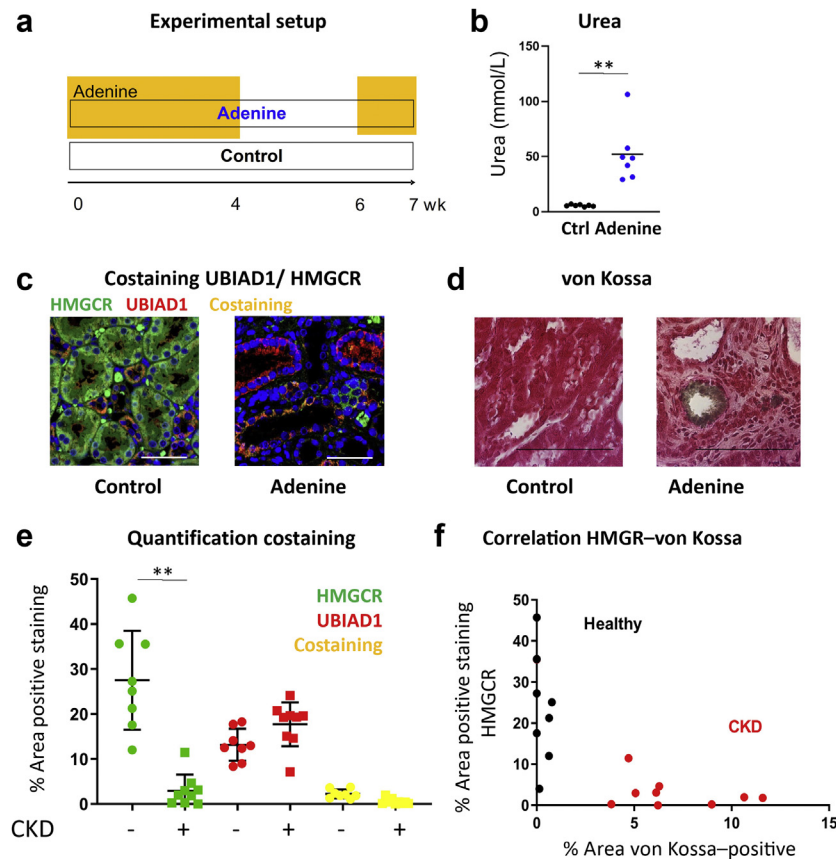 a Experimental setup
Adenine
Adenine
Control
0 4 6 7 wk
b Urea
**
Urea (mmol/L)
150
100
50
0
Ctrl Adenine
c Costaining UBIAD1/ HMGCR
HMGCR UBIAD1 Costaining
Control Adenine
d von Kossa
Control Adenine
e Quantification costaining
**
HMGCR
UBIAD1
Costaining
% Area positive staining
50
40
30
20
10
0
CKD - + - + - +
f Correlation HMGR–von Kossa
% Area positive staining
HMGCR
50
40
30
20
10
0
Healthy
CKD
0 5 10 15
% Area von Kossa–positive